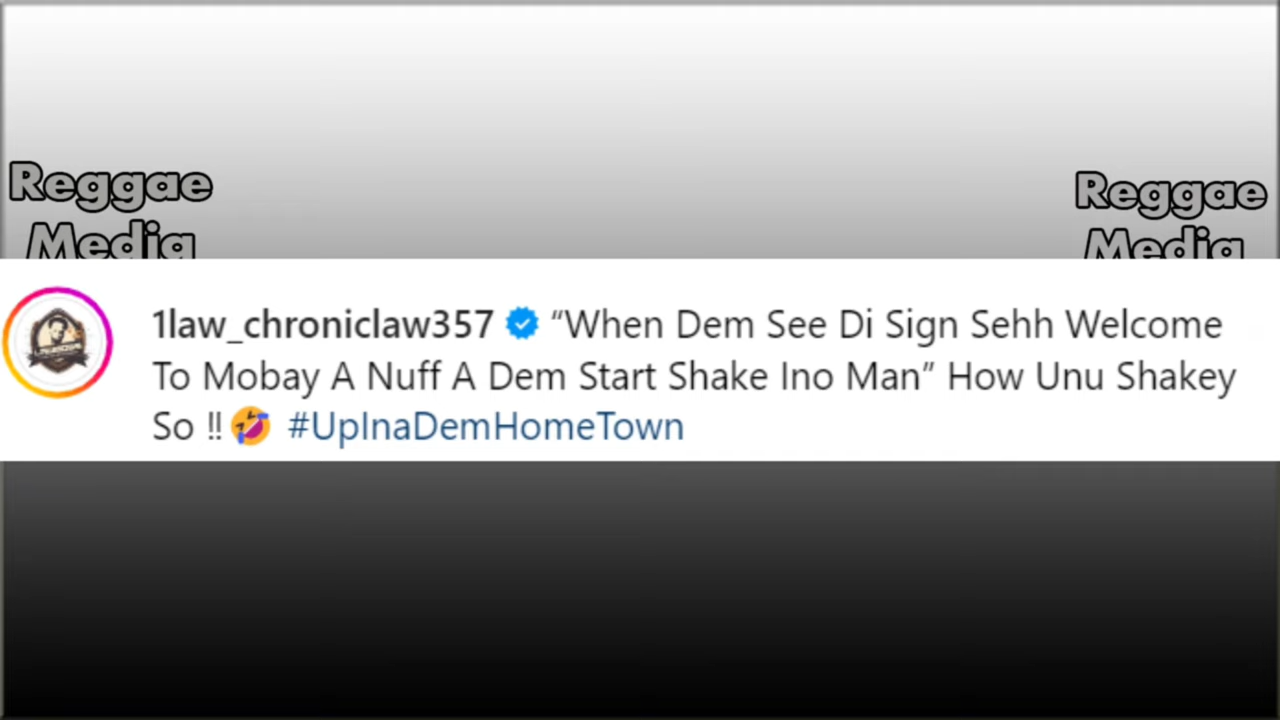 Reggae
Media
Reggae
Media
1law_chroniclaw357 “When Dem See Di Sign Sehh Welcome
To Mobay A Nuff A Dem Start Shake Ino Man” How Unu Shakey
So ‼🤣 #UpInaDemHomeTown